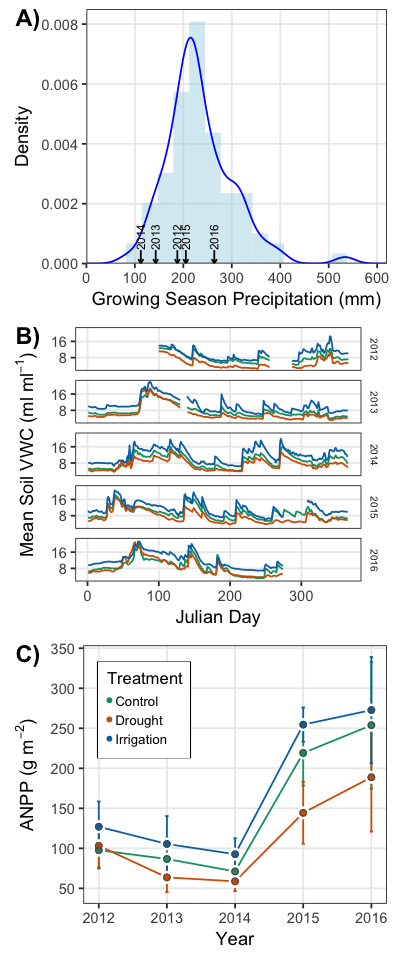 A)
0.008
0.006
0.004
0.002
0.000
Density
2014
2013
2012
2015
2016
0 100 200 300 400 500 600
Growing Season Precipitation (mm)
B)
Mean Soil VWC (ml ml⁻¹)
16
8
2012
16
8
2013
16
8
2014
16
8
2015
16
8
2016
0 100 200 300
Julian Day
C)
350
300
250
200
150
100
50
ANPP (g m⁻²)
Treatment
Control
Drought
Irrigation
2012 2013 2014 2015 2016
Year